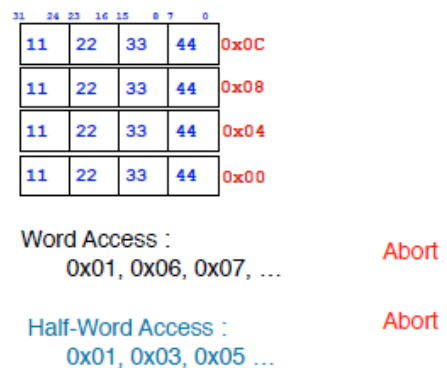 31 24 23 16 15 8 7 0
11 22 33 44 0x0C
11 22 33 44 0x08
11 22 33 44 0x04
11 22 33 44 0x00
Word Access :
0x01, 0x06, 0x07, ...
Abort
Half-Word Access :
0x01, 0x03, 0x05 ...
Abort